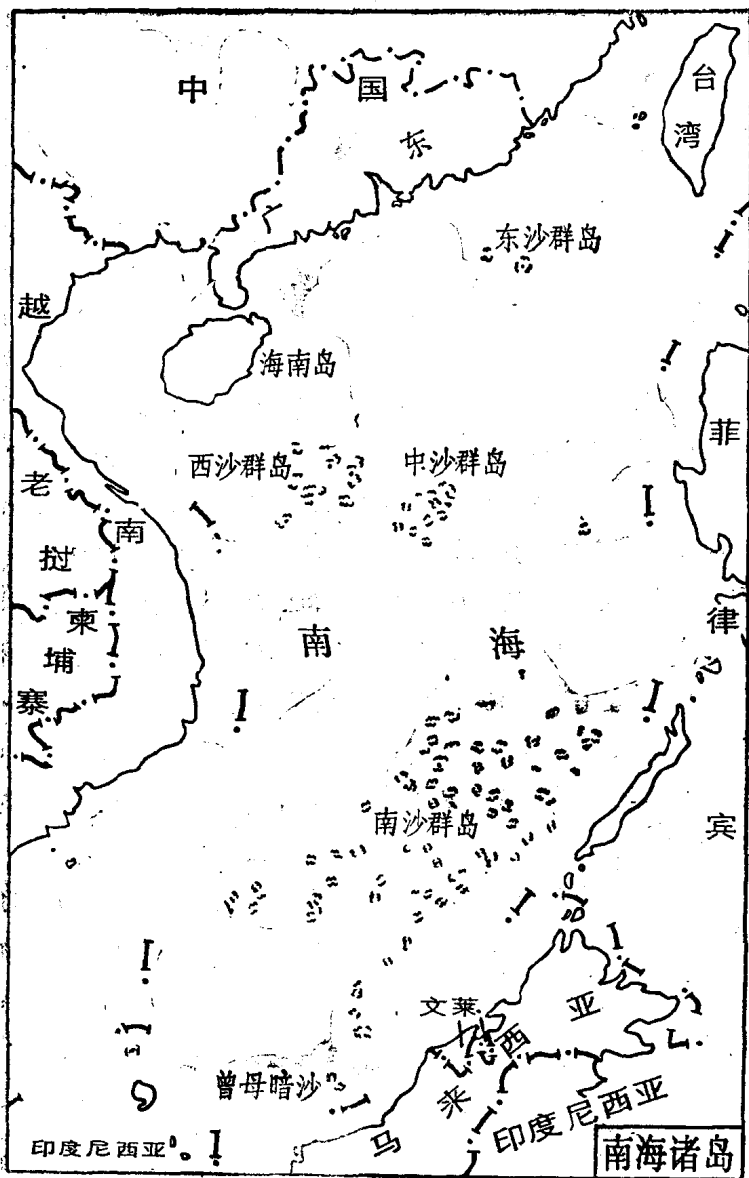 中国
台湾
广东
东沙群岛
越南
海南岛
菲律宾
西沙群岛
中沙群岛
老挝
柬埔寨
南海
南沙群岛
文莱
马来西亚
曾母暗沙
印度尼西亚
印度尼西亚
南海诸岛